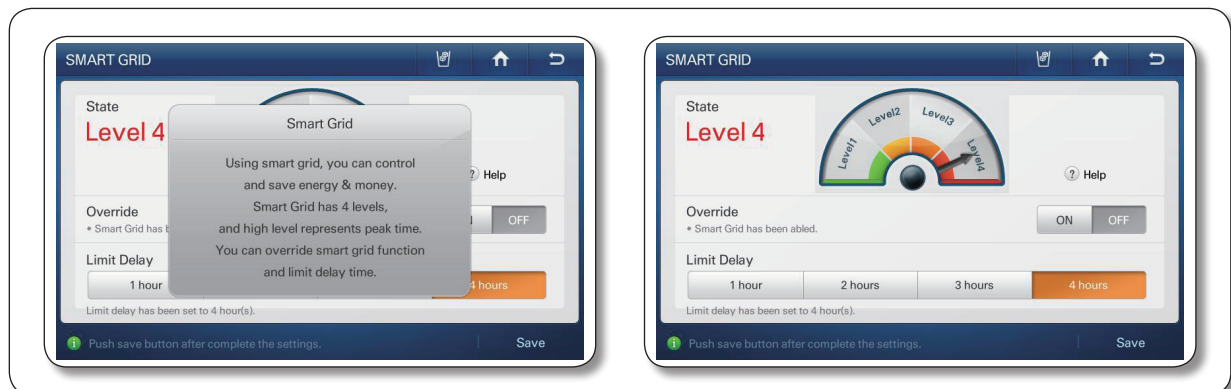 SMART GRID
State
Level 4
Smart Grid
Using smart grid, you can control
and save energy & money.
Smart Grid has 4 levels,
and high level represents peak time.
You can override smart grid function
and limit delay time.
? Help
Override
• Smart Grid has
OFF
Limit Delay
1 hour
4 hours
Limit delay has been set to 4 hour(s).
Push save button after complete the settings.
Save
SMART GRID
State
Level 4
Level1
Level2
Level3
Level4
? Help
Override
• Smart Grid has been abled.
ON
OFF
Limit Delay
1 hour
2 hours
3 hours
4 hours
Limit delay has been set to 4 hour(s).
Push save button after complete the settings.
Save